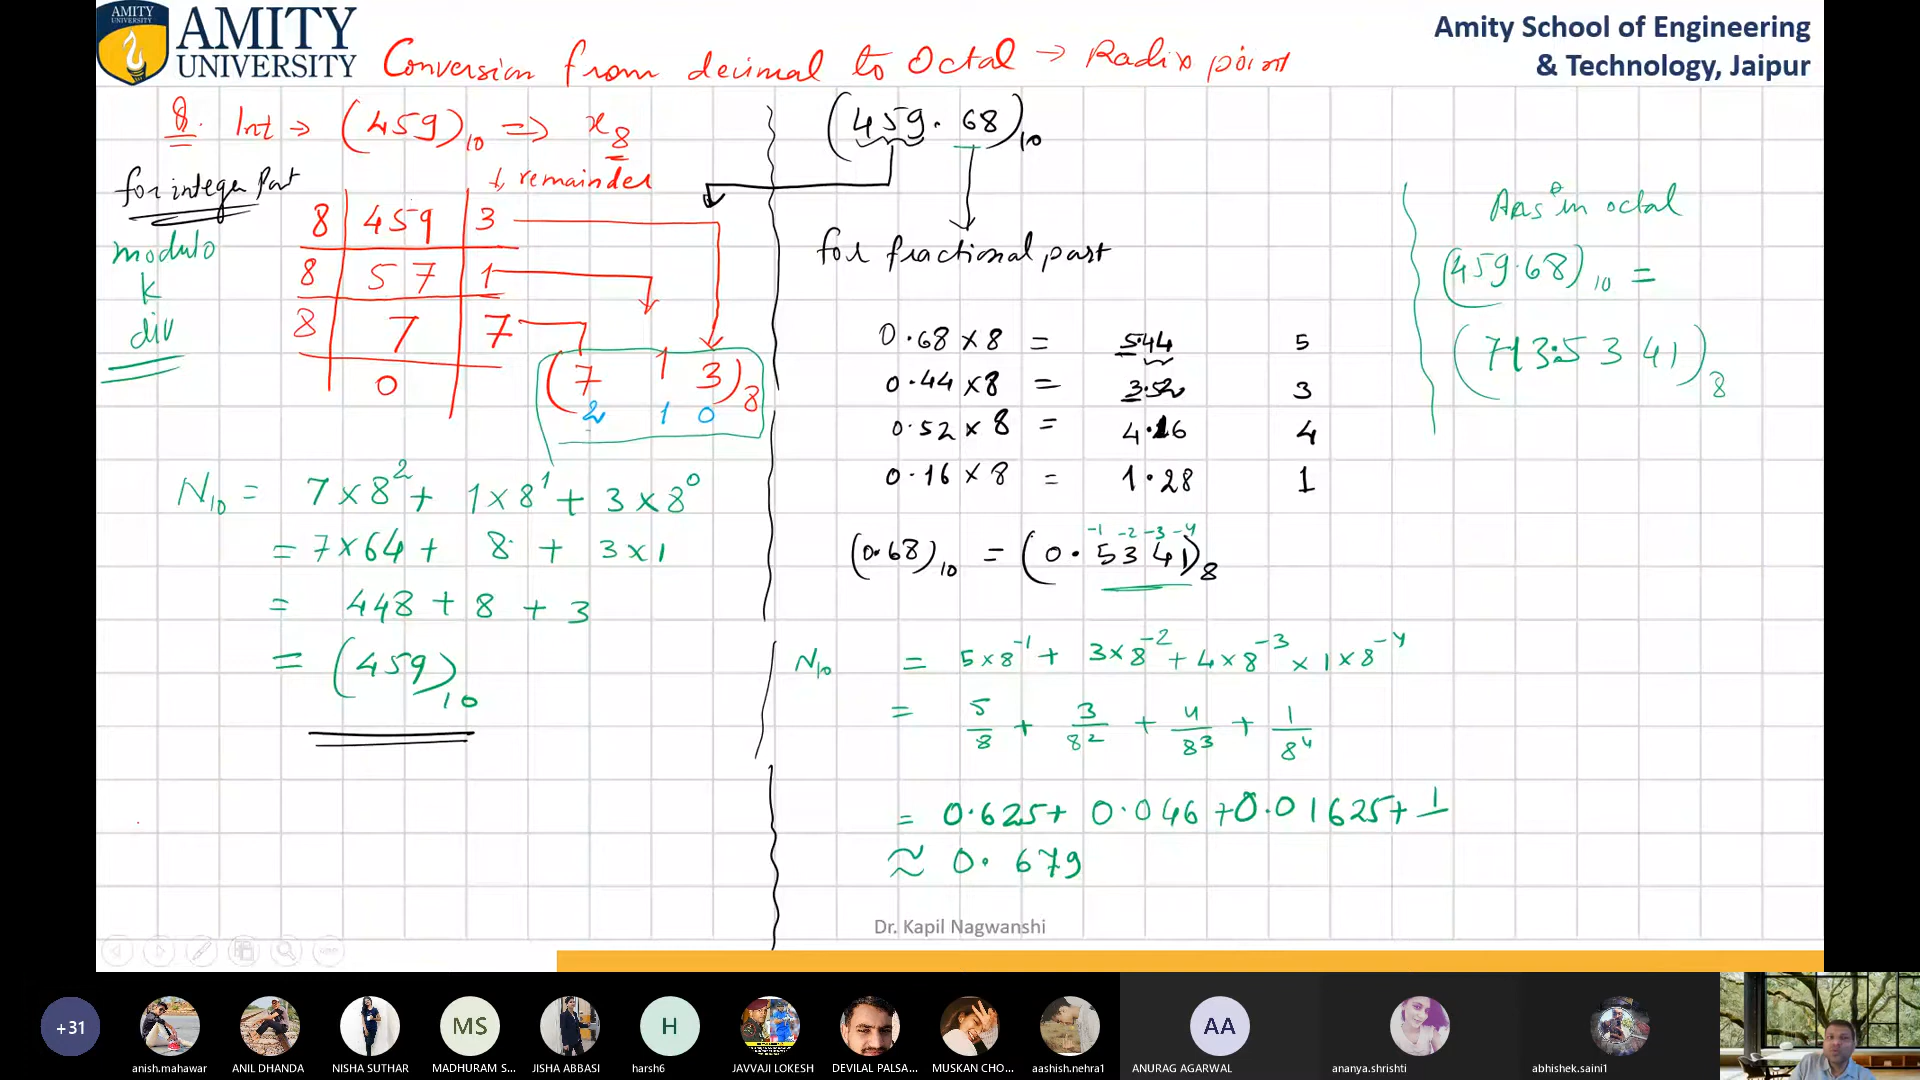 AMITY
UNIVERSITY
AMITY
UNIVERSITY
Amity School of Engineering
& Technology, Jaipur
Conversion from decimal to Octal → Radix point
Q. Int → (459)₁₀ => x₈
for integer Part
↓ remainder
modulo
k
div
8 | 459 | 3
8 | 57 | 1
8 | 7 | 7
0
(7 1 3)₈
2 1 0
N₁₀ = 7×8² + 1×8¹ + 3×8⁰
= 7×64 + 8 + 3×1
= 448 + 8 + 3
= (459)₁₀
(459.68)₁₀
for fractional part
0.68×8 = 5.44 5
0.44×8 = 3.52 3
0.52×8 = 4.16 4
0.16×8 = 1.28 1
-1 -2 -3 -4
(0.68)₁₀ = (0.5341)₈
N₁₀ = 5×8⁻¹ + 3×8⁻² + 4×8⁻³ × 1×8⁻⁴
= 5/8 + 3/8² + 4/8³ + 1/8⁴
= 0.625 + 0.046 + 0.01625 + 1
≈ 0.679
Ans in octal
(459.68)₁₀ =
(713.5341)₈
Dr. Kapil Nagwanshi
+31
MS
H
AA
anish.mahawar
ANIL DHANDA
NISHA SUTHAR
MADHURAM S...
JISHA ABBASI
harsh6
JAVVAJI LOKESH
DEVILAL PALSA...
MUSKAN CHO...
aashish.nehra1
ANURAG AGARWAL
ananya.shrishti
abhishek.saini1